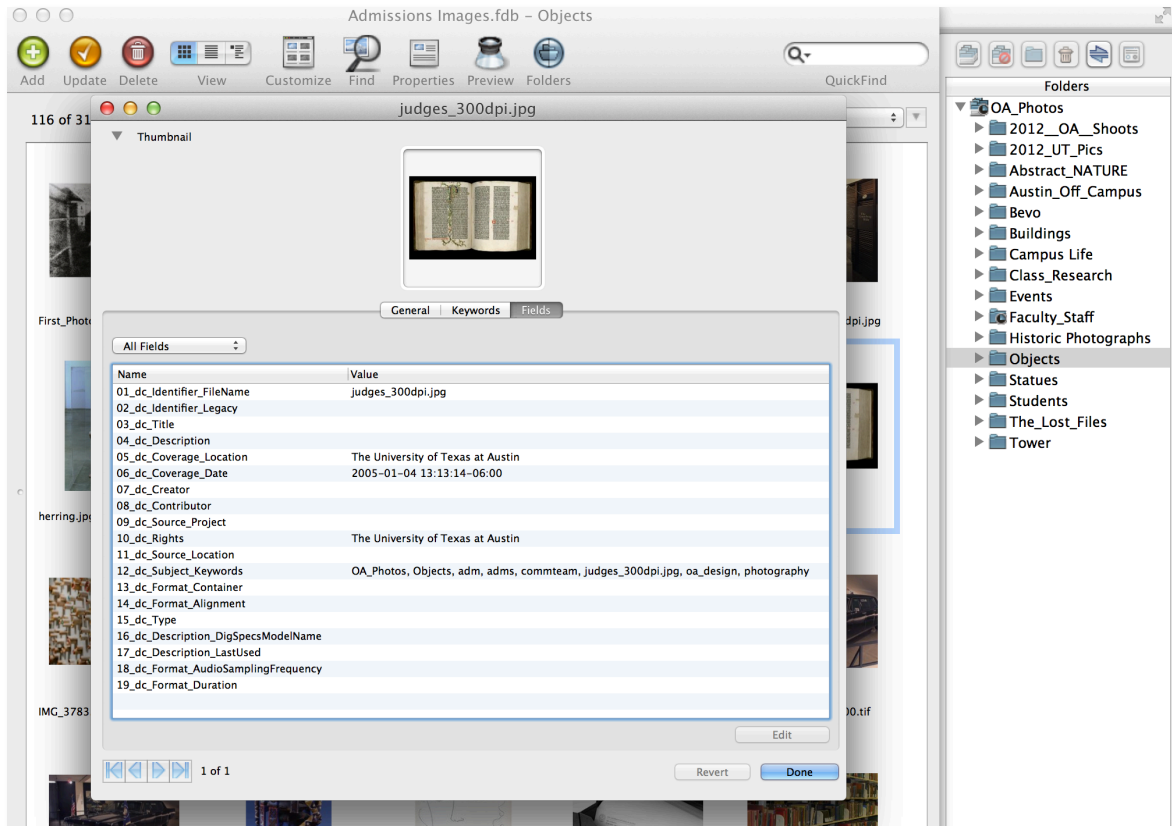 Admissions Images.fdb – Objects
Add Update Delete View Customize Find Properties Preview Folders QuickFind
116 of 31
judges_300dpi.jpg
Thumbnail
General Keywords Fields
All Fields
Name Value
01_dc_Identifier_FileName judges_300dpi.jpg
02_dc_Identifier_Legacy
03_dc_Title
04_dc_Description
05_dc_Coverage_Location The University of Texas at Austin
06_dc_Coverage_Date 2005-01-04 13:13:14-06:00
07_dc_Creator
08_dc_Contributor
09_dc_Source_Project
10_dc_Rights The University of Texas at Austin
11_dc_Source_Location
12_dc_Subject_Keywords OA_Photos, Objects, adm, adms, commteam, judges_300dpi.jpg, oa_design, photography
13_dc_Format_Container
14_dc_Format_Alignment
15_dc_Type
16_dc_Description_DigSpecsModelName
17_dc_Description_LastUsed
18_dc_Format_AudioSamplingFrequency
19_dc_Format_Duration
Edit
1 of 1
Revert Done
First_Photo
dpi.jpg
herring.jpg
IMG_3783
00.tif
Folders
OA_Photos
2012__OA__Shoots
2012_UT_Pics
Abstract_NATURE
Austin_Off_Campus
Bevo
Buildings
Campus Life
Class_Research
Events
Faculty_Staff
Historic Photographs
Objects
Statues
Students
The_Lost_Files
Tower